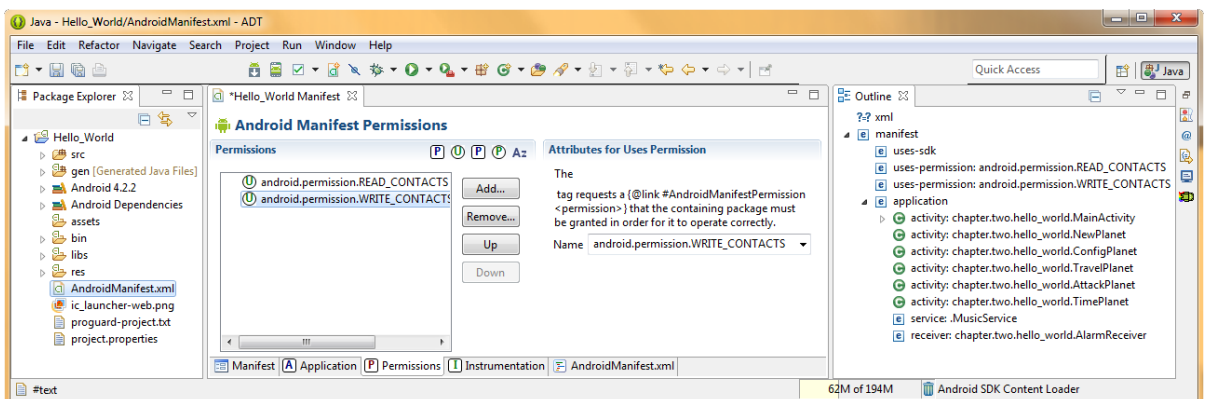 Java - Hello_World/AndroidManifest.xml - ADT
File Edit Refactor Navigate Search Project Run Window Help
Quick Access
Java
Package Explorer
Hello_World
src
gen [Generated Java Files]
Android 4.2.2
Android Dependencies
assets
bin
libs
res
AndroidManifest.xml
ic_launcher-web.png
proguard-project.txt
project.properties
*Hello_World Manifest
Android Manifest Permissions
Permissions
P U P P Az
U android.permission.READ_CONTACTS
U android.permission.WRITE_CONTACTS
Add...
Remove...
Up
Down
Attributes for Uses Permission
The
tag requests a {@link #AndroidManifestPermission
<permission>} that the containing package must
be granted in order for it to operate correctly.
Name android.permission.WRITE_CONTACTS
Manifest A Application P Permissions I Instrumentation AndroidManifest.xml
Outline
?=? xml
e manifest
e uses-sdk
e uses-permission: android.permission.READ_CONTACTS
e uses-permission: android.permission.WRITE_CONTACTS
e application
activity: chapter.two.hello_world.MainActivity
activity: chapter.two.hello_world.NewPlanet
activity: chapter.two.hello_world.ConfigPlanet
activity: chapter.two.hello_world.TravelPlanet
activity: chapter.two.hello_world.AttackPlanet
activity: chapter.two.hello_world.TimePlanet
e service: .MusicService
e receiver: chapter.two.hello_world.AlarmReceiver
#text
62M of 194M
Android SDK Content Loader